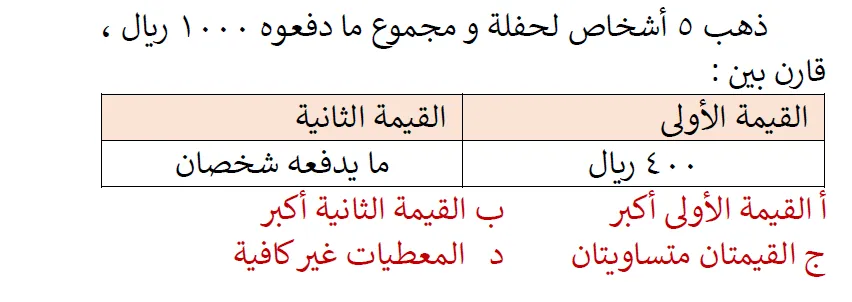 ذهب ٥ أشخاص لحفلة و مجموع ما دفعوه ١٠٠٠ ريال ،
قارن بين :
القيمة الأولى القيمة الثانية
٤٠٠ ريال ما يدفعه شخصان
أ القيمة الأولى أكبر ب القيمة الثانية أكبر
ج القيمتان متساويتان د المعطيات غير كافية